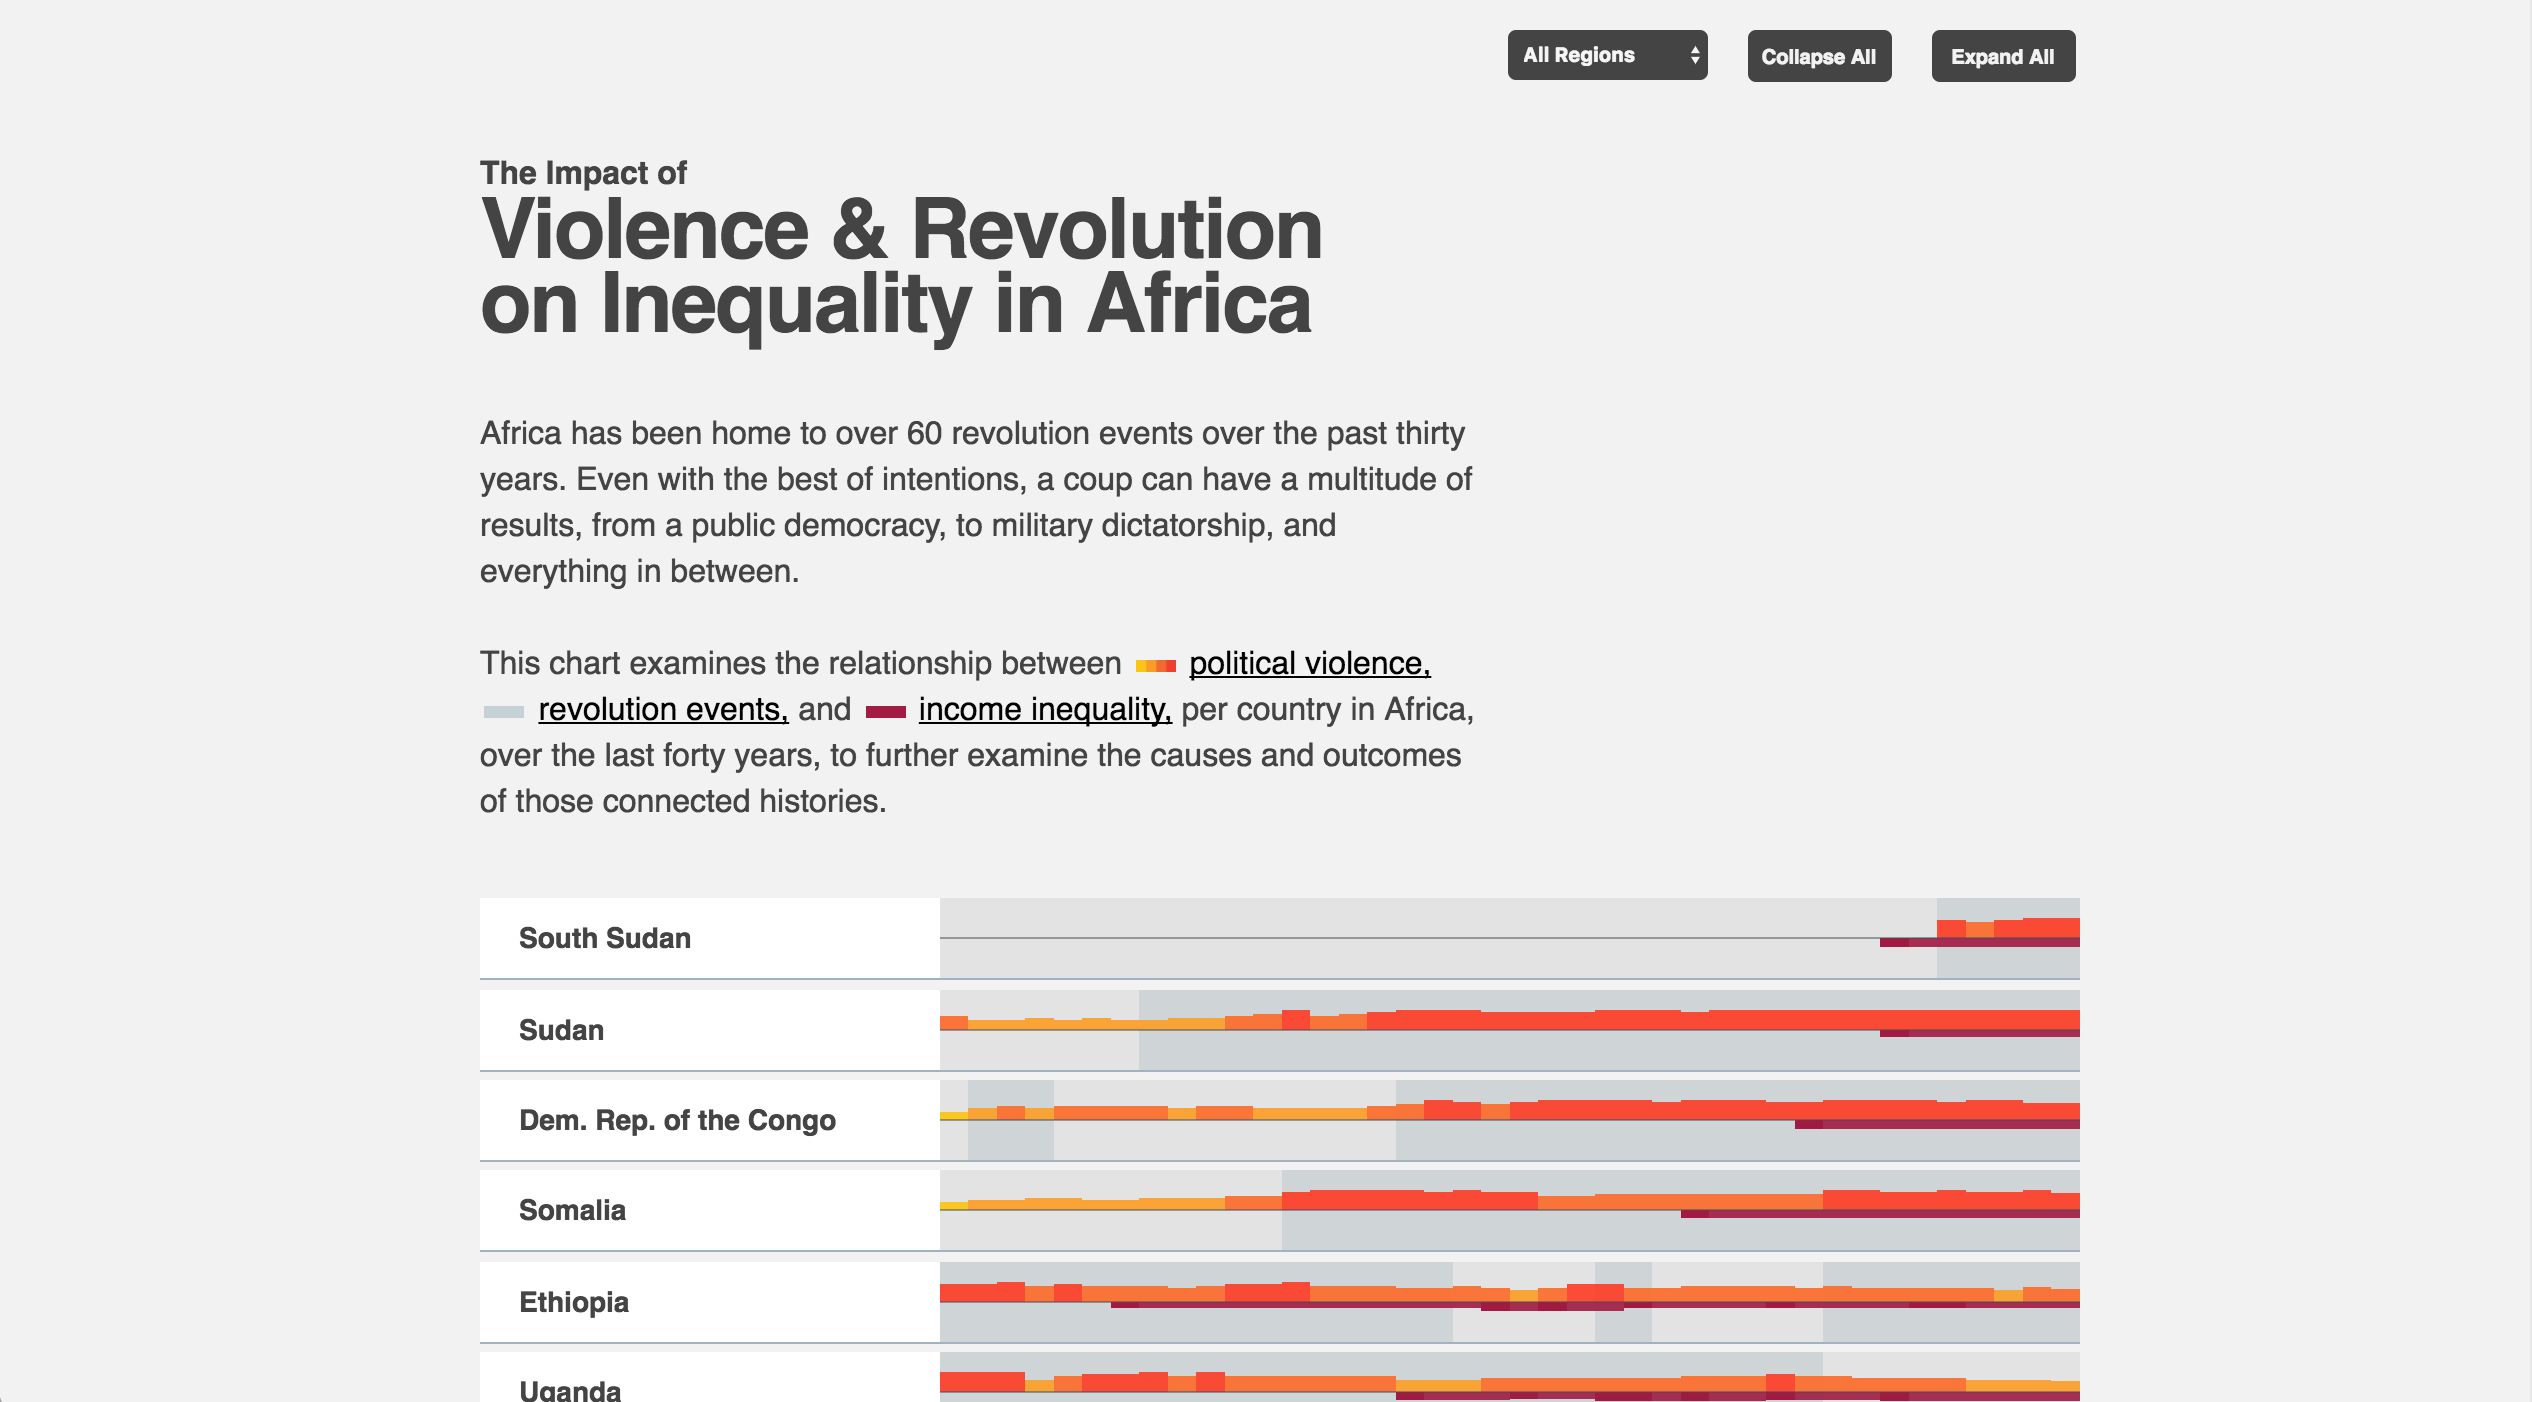 All Regions
Collapse All
Expand All
The Impact of
Violence & Revolution
on Inequality in Africa
Africa has been home to over 60 revolution events over the past thirty
years. Even with the best of intentions, a coup can have a multitude of
results, from a public democracy, to military dictatorship, and
everything in between.
This chart examines the relationship between political violence,
revolution events, and income inequality, per country in Africa,
over the last forty years, to further examine the causes and outcomes
of those connected histories.
South Sudan
Sudan
Dem. Rep. of the Congo
Somalia
Ethiopia
Uganda